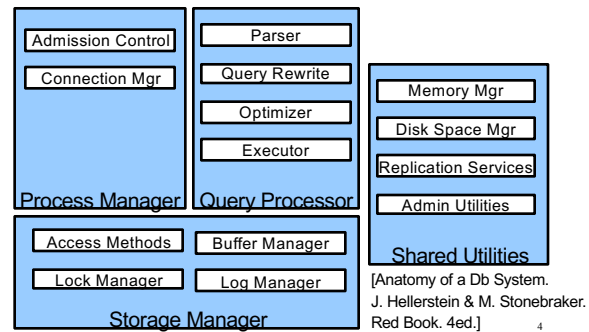 Admission Control
Connection Mgr
Process Manager
Parser
Query Rewrite
Optimizer
Executor
Query Processor
Memory Mgr
Disk Space Mgr
Replication Services
Admin Utilities
Shared Utilities
Access Methods
Buffer Manager
Lock Manager
Log Manager
Storage Manager
[Anatomy of a Db System.
J. Hellerstein & M. Stonebraker.
Red Book. 4ed.]
4